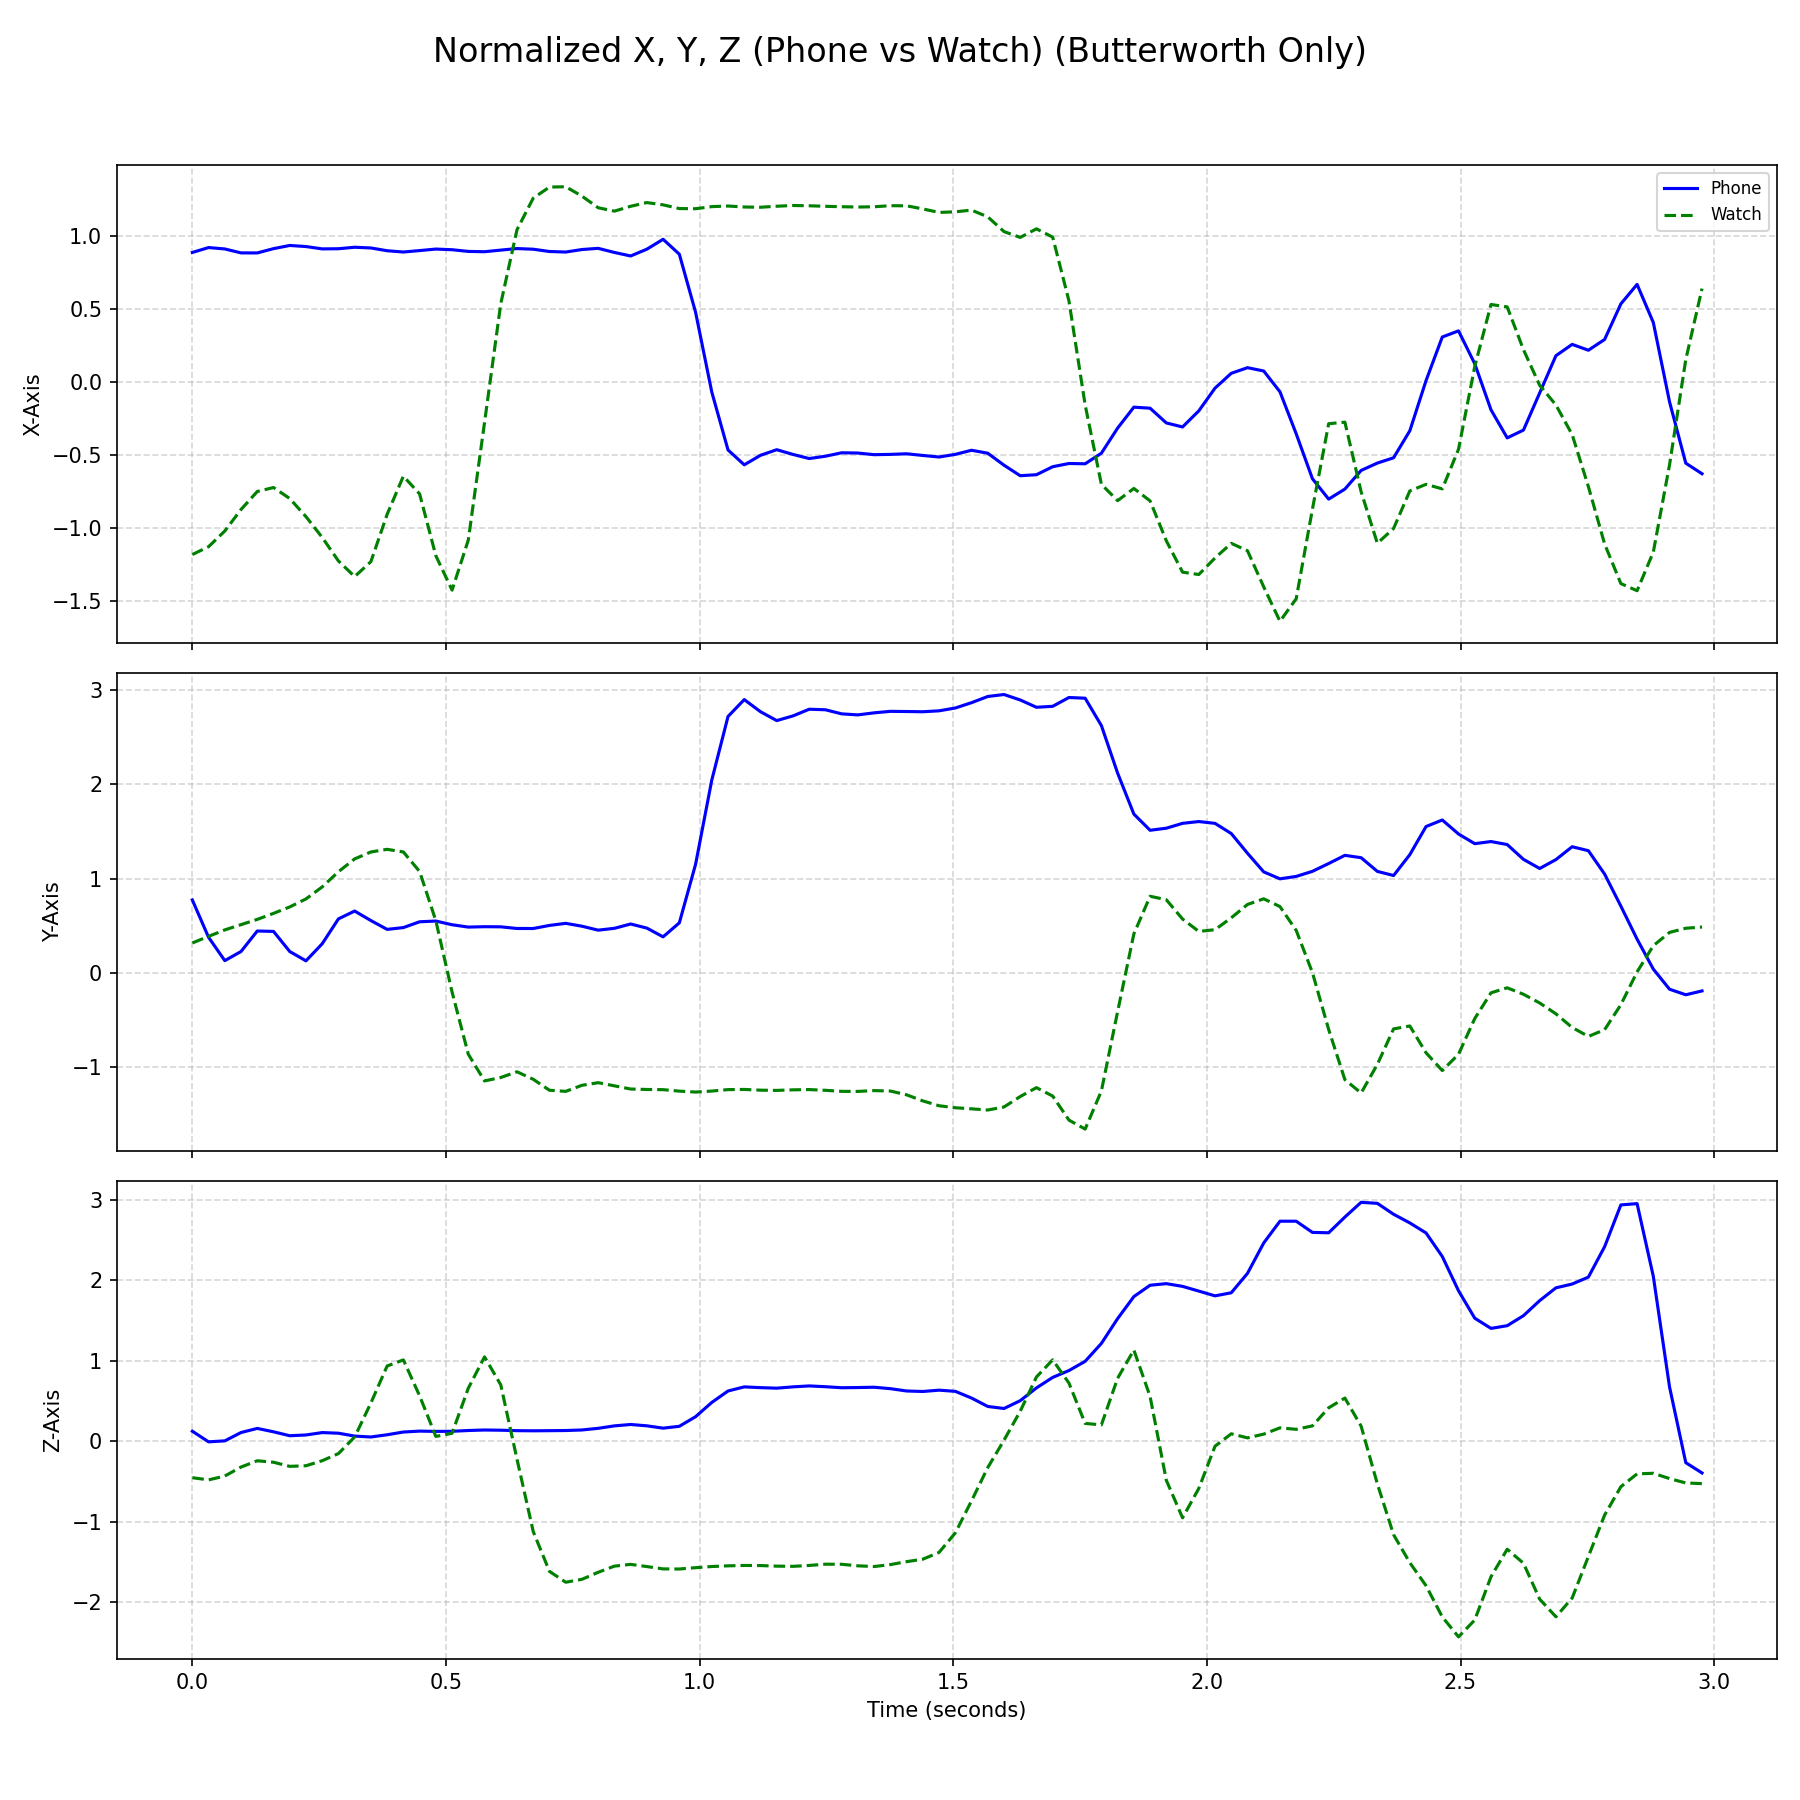 Normalized X, Y, Z (Phone vs Watch) (Butterworth Only)
Phone
Watch
1.0
0.5
0.0
−0.5
−1.0
−1.5
X-Axis
3
2
1
0
−1
Y-Axis
3
2
1
0
−1
−2
Z-Axis
0.0 0.5 1.0 1.5 2.0 2.5 3.0
Time (seconds)